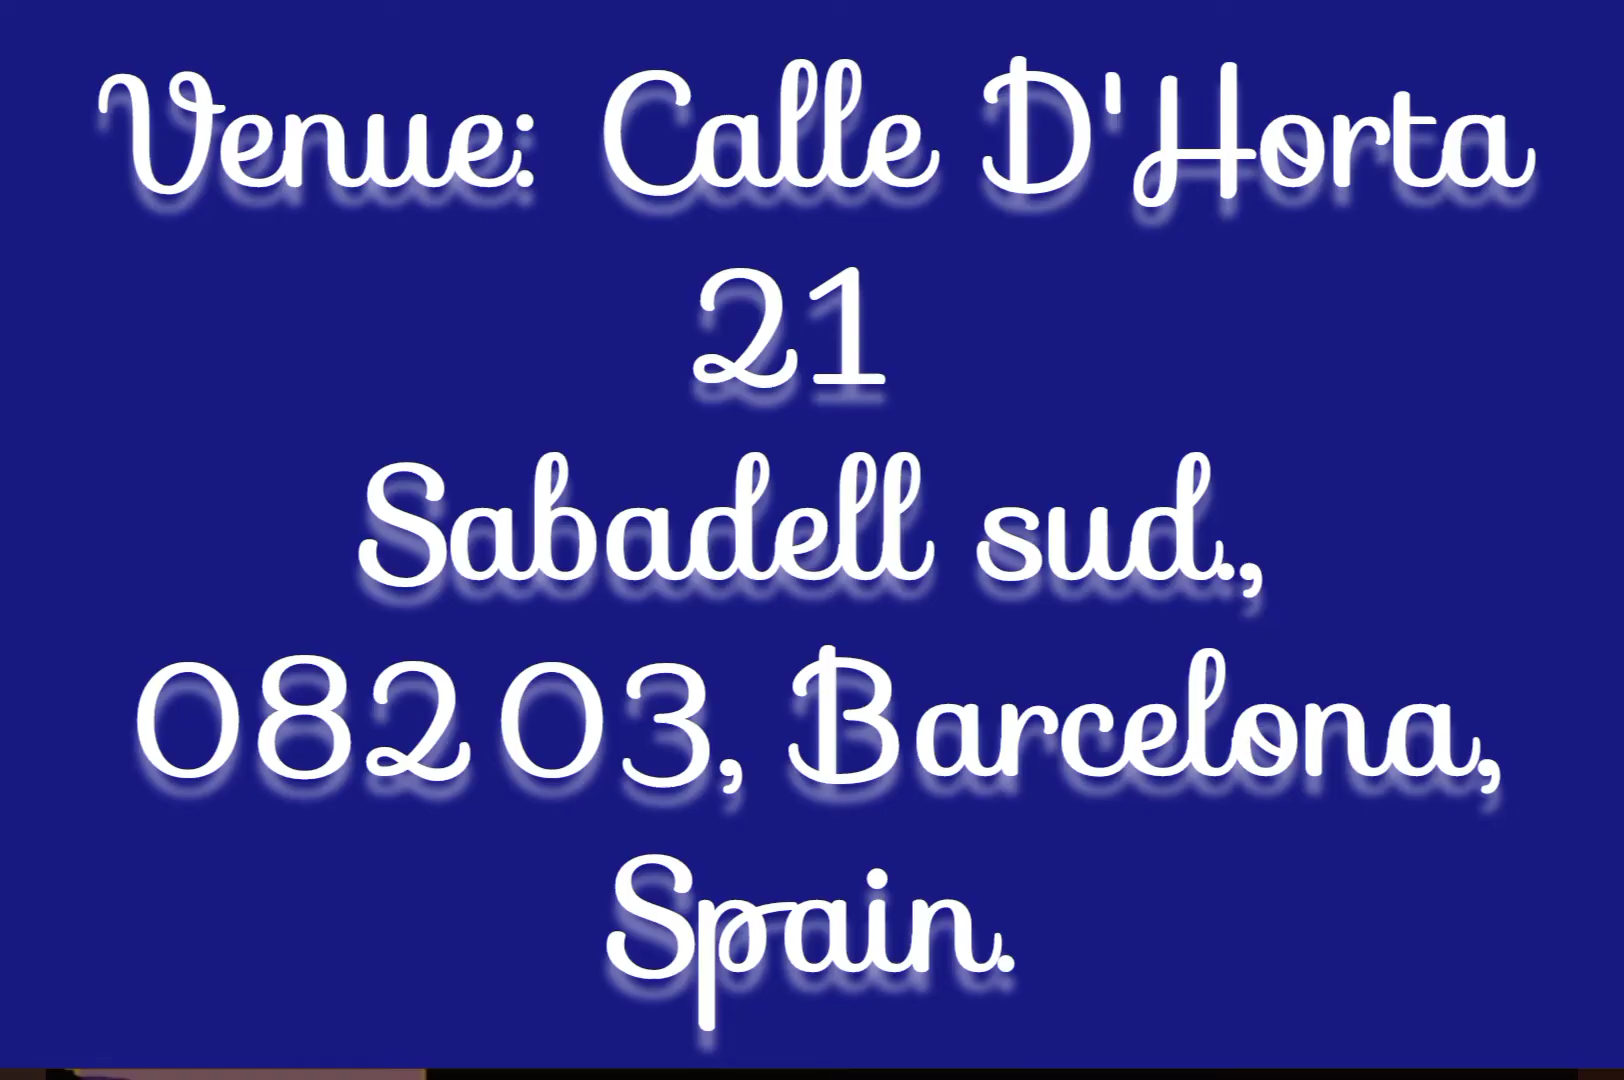 Venue: Calle D'Horta
21
Sabadell sud.,
08203, Barcelona,
Spain.